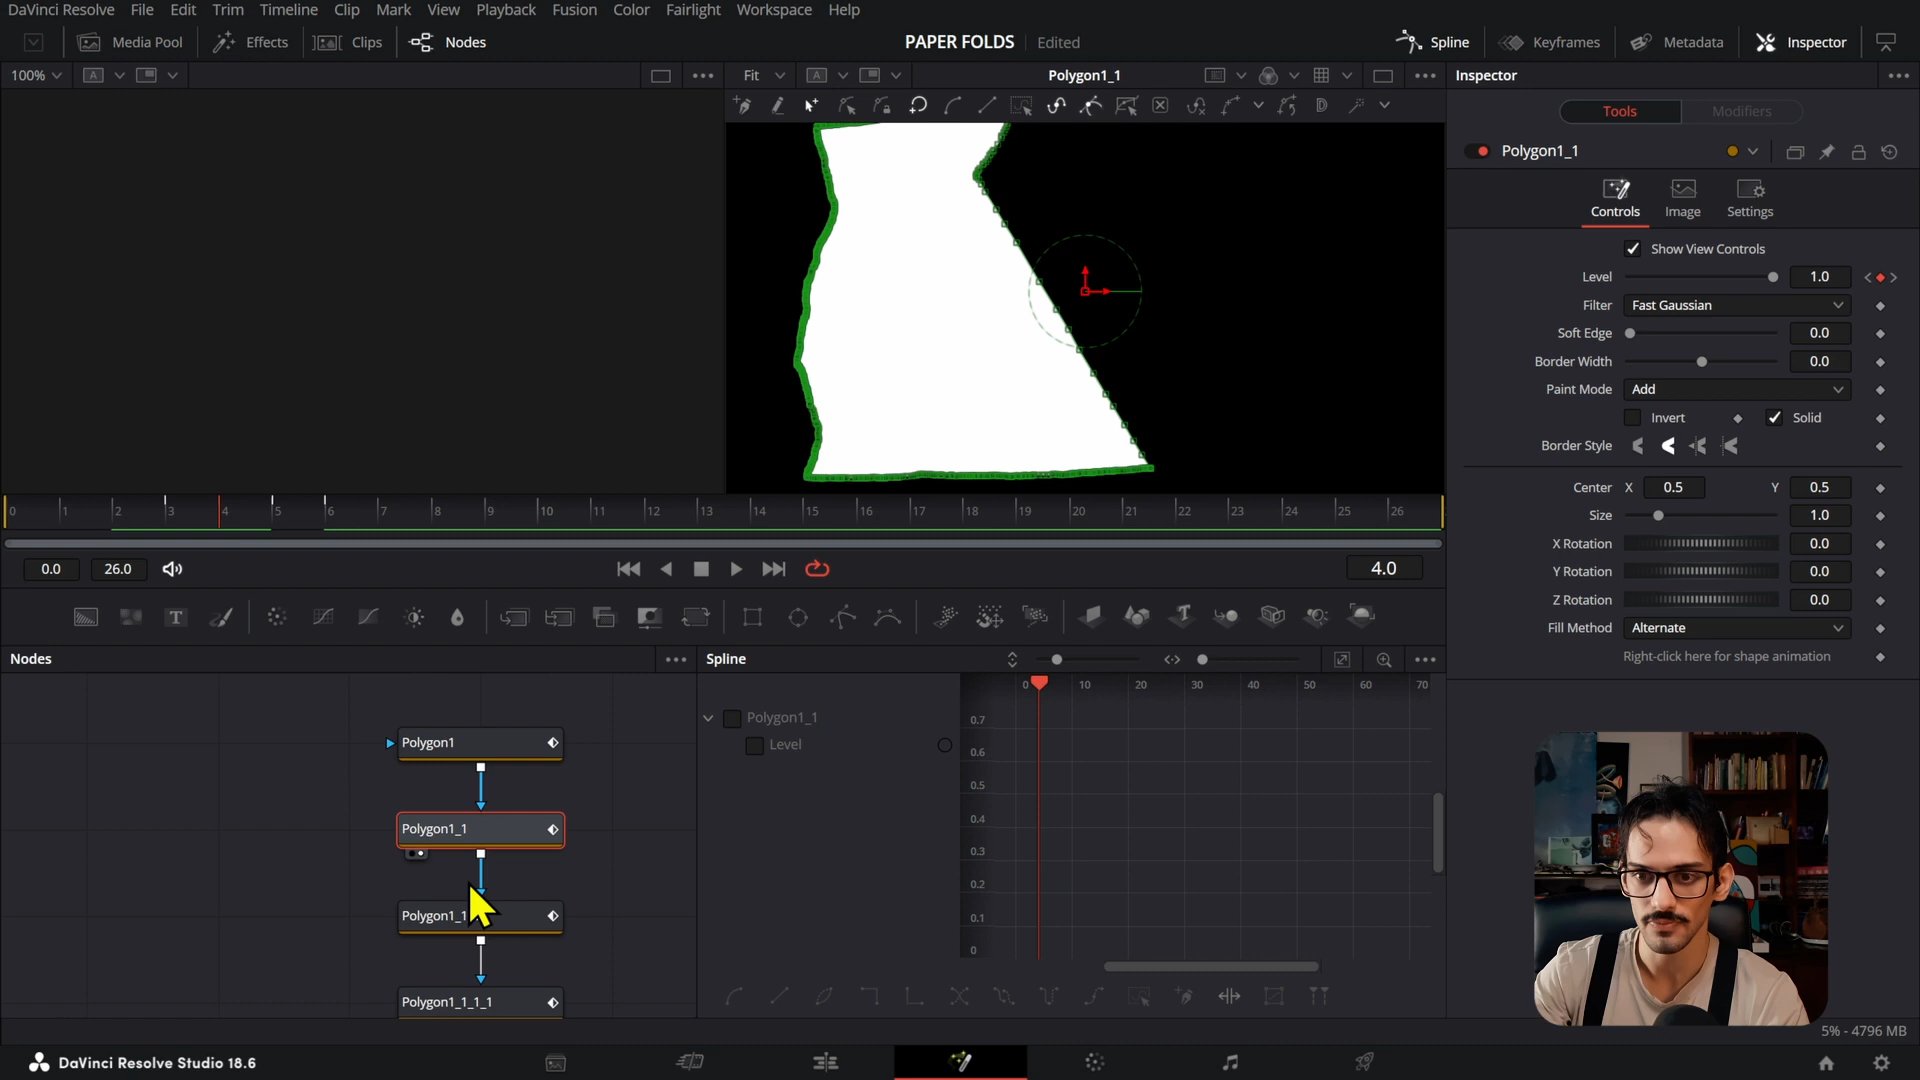 DaVinci Resolve File Edit Trim Timeline Clip Mark View Playback Fusion Color Fairlight Workspace Help
Media Pool Effects Clips Nodes PAPER FOLDS Edited Spline Keyframes Metadata Inspector
100% A Fit A Polygon1_1 Inspector
Tools Modifiers
Polygon1_1
Controls Image Settings
Show View Controls
Level 1.0
Filter Fast Gaussian
Soft Edge 0.0
Border Width 0.0
Paint Mode Add
Invert Solid
Border Style
Center X 0.5 Y 0.5
Size 1.0
X Rotation 0.0
Y Rotation 0.0
Z Rotation 0.0
Fill Method Alternate
Right-click here for shape animation
0 1 2 3 4 5 6 7 8 9 10 11 12 13 14 15 16 17 18 19 20 21 22 23 24 25 26
0.0 26.0 4.0
Nodes Spline
0 10 20 30 40 50 60 70
Polygon1_1
Level
0.7
0.6
0.5
0.4
0.3
0.2
0.1
0
Polygon1
Polygon1_1
Polygon1_1
Polygon1_1_1_1
5% - 4796 MB
DaVinci Resolve Studio 18.6